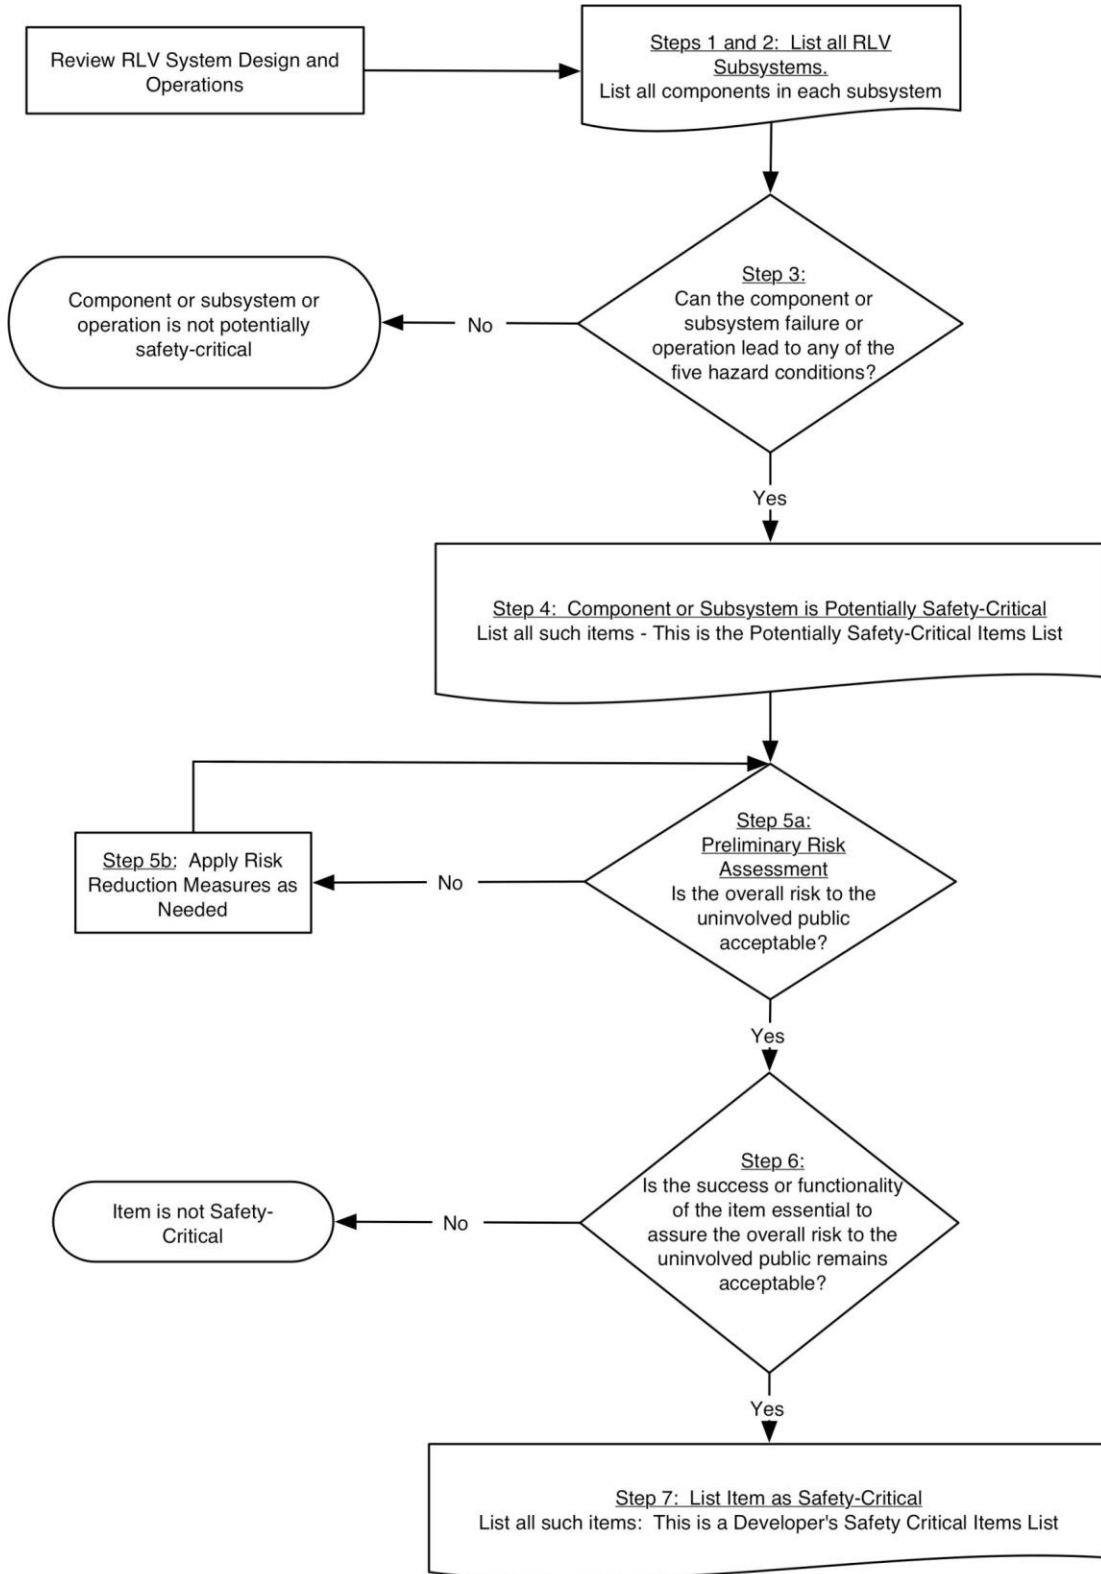 Review RLV System Design and
Operations
Steps 1 and 2:  List all RLV
Subsystems.
List all components in each subsystem
Step 3:
Can the component or
subsystem failure or
operation lead to any of the
five hazard conditions?
No
Component or subsystem or
operation is not potentially
safety-critical
Yes
Step 4:  Component or Subsystem is Potentially Safety-Critical
List all such items - This is the Potentially Safety-Critical Items List
Step 5a:
Preliminary Risk
Assessment
Is the overall risk to the
uninvolved public
acceptable?
No
Step 5b:  Apply Risk
Reduction Measures as
Needed
Yes
Step 6:
Is the success or functionality
of the item essential to
assure the overall risk to the
uninvolved public remains
acceptable?
No
Item is not Safety-
Critical
Yes
Step 7:  List Item as Safety-Critical
List all such items:  This is a Developer's Safety Critical Items List